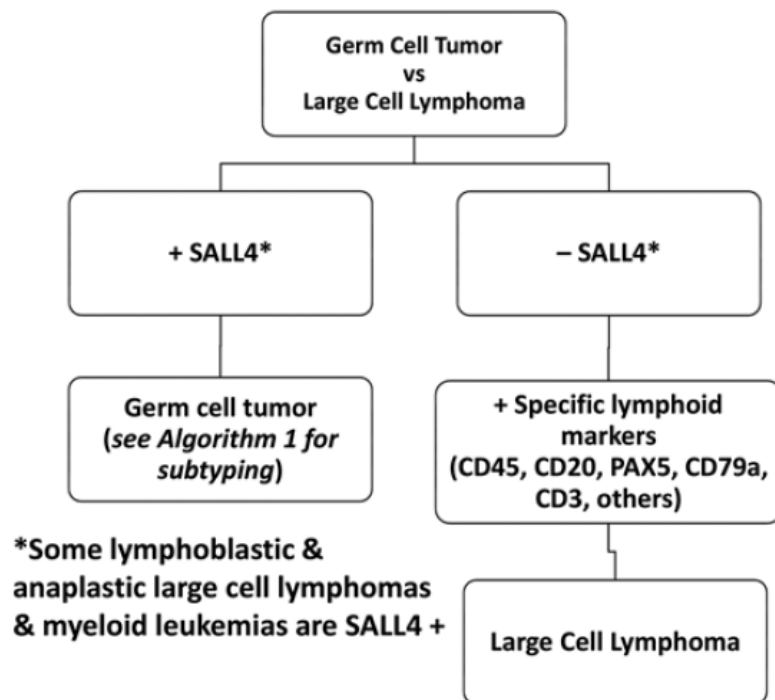 Germ Cell Tumor
vs
Large Cell Lymphoma
+ SALL4*
– SALL4*
Germ cell tumor
(see Algorithm 1 for
subtyping)
+ Specific lymphoid
markers
(CD45, CD20, PAX5, CD79a,
CD3, others)
*Some lymphoblastic &
anaplastic large cell lymphomas
& myeloid leukemias are SALL4 +
Large Cell Lymphoma